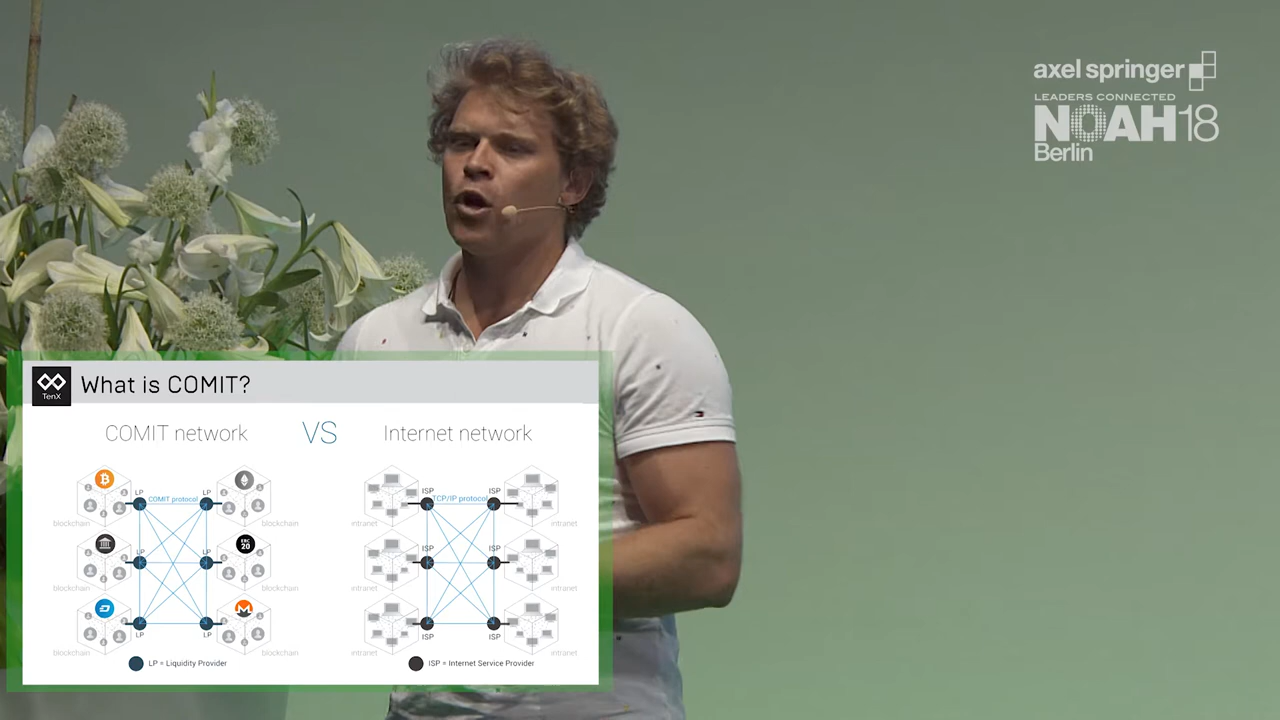 axel springer
LEADERS CONNECTED
NOAH18
Berlin
TenX
What is COMIT?
COMIT network
VS
Internet network
LP
COMIT protocol
LP
blockchain
blockchain
LP
LP
ERC
20
blockchain
blockchain
LP
LP
blockchain
blockchain
LP = Liquidity Provider
ISP
TCP/IP protocol
ISP
intranet
intranet
ISP
ISP
intranet
intranet
ISP
ISP
intranet
intranet
ISP = Internet Service Provider